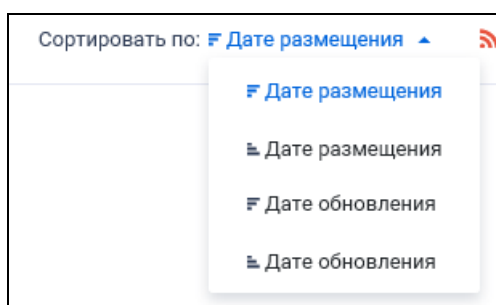 Сортировать по: Дате размещения
Дате размещения
Дате размещения
Дате обновления
Дате обновления